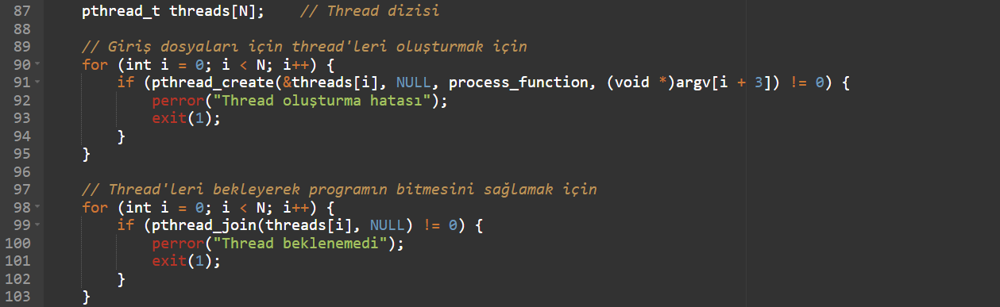 87 pthread_t threads[N];    // Thread dizisi
88
89 // Giriş dosyaları için thread'leri oluşturmak için
90 for (int i = 0; i < N; i++) {
91     if (pthread_create(&threads[i], NULL, process_function, (void *)argv[i + 3]) != 0) {
92         perror("Thread oluşturma hatası");
93         exit(1);
94     }
95 }
96
97 // Thread'leri bekleyerek programın bitmesini sağlamak için
98 for (int i = 0; i < N; i++) {
99     if (pthread_join(threads[i], NULL) != 0) {
100         perror("Thread beklenemedi");
101         exit(1);
102     }
103 }